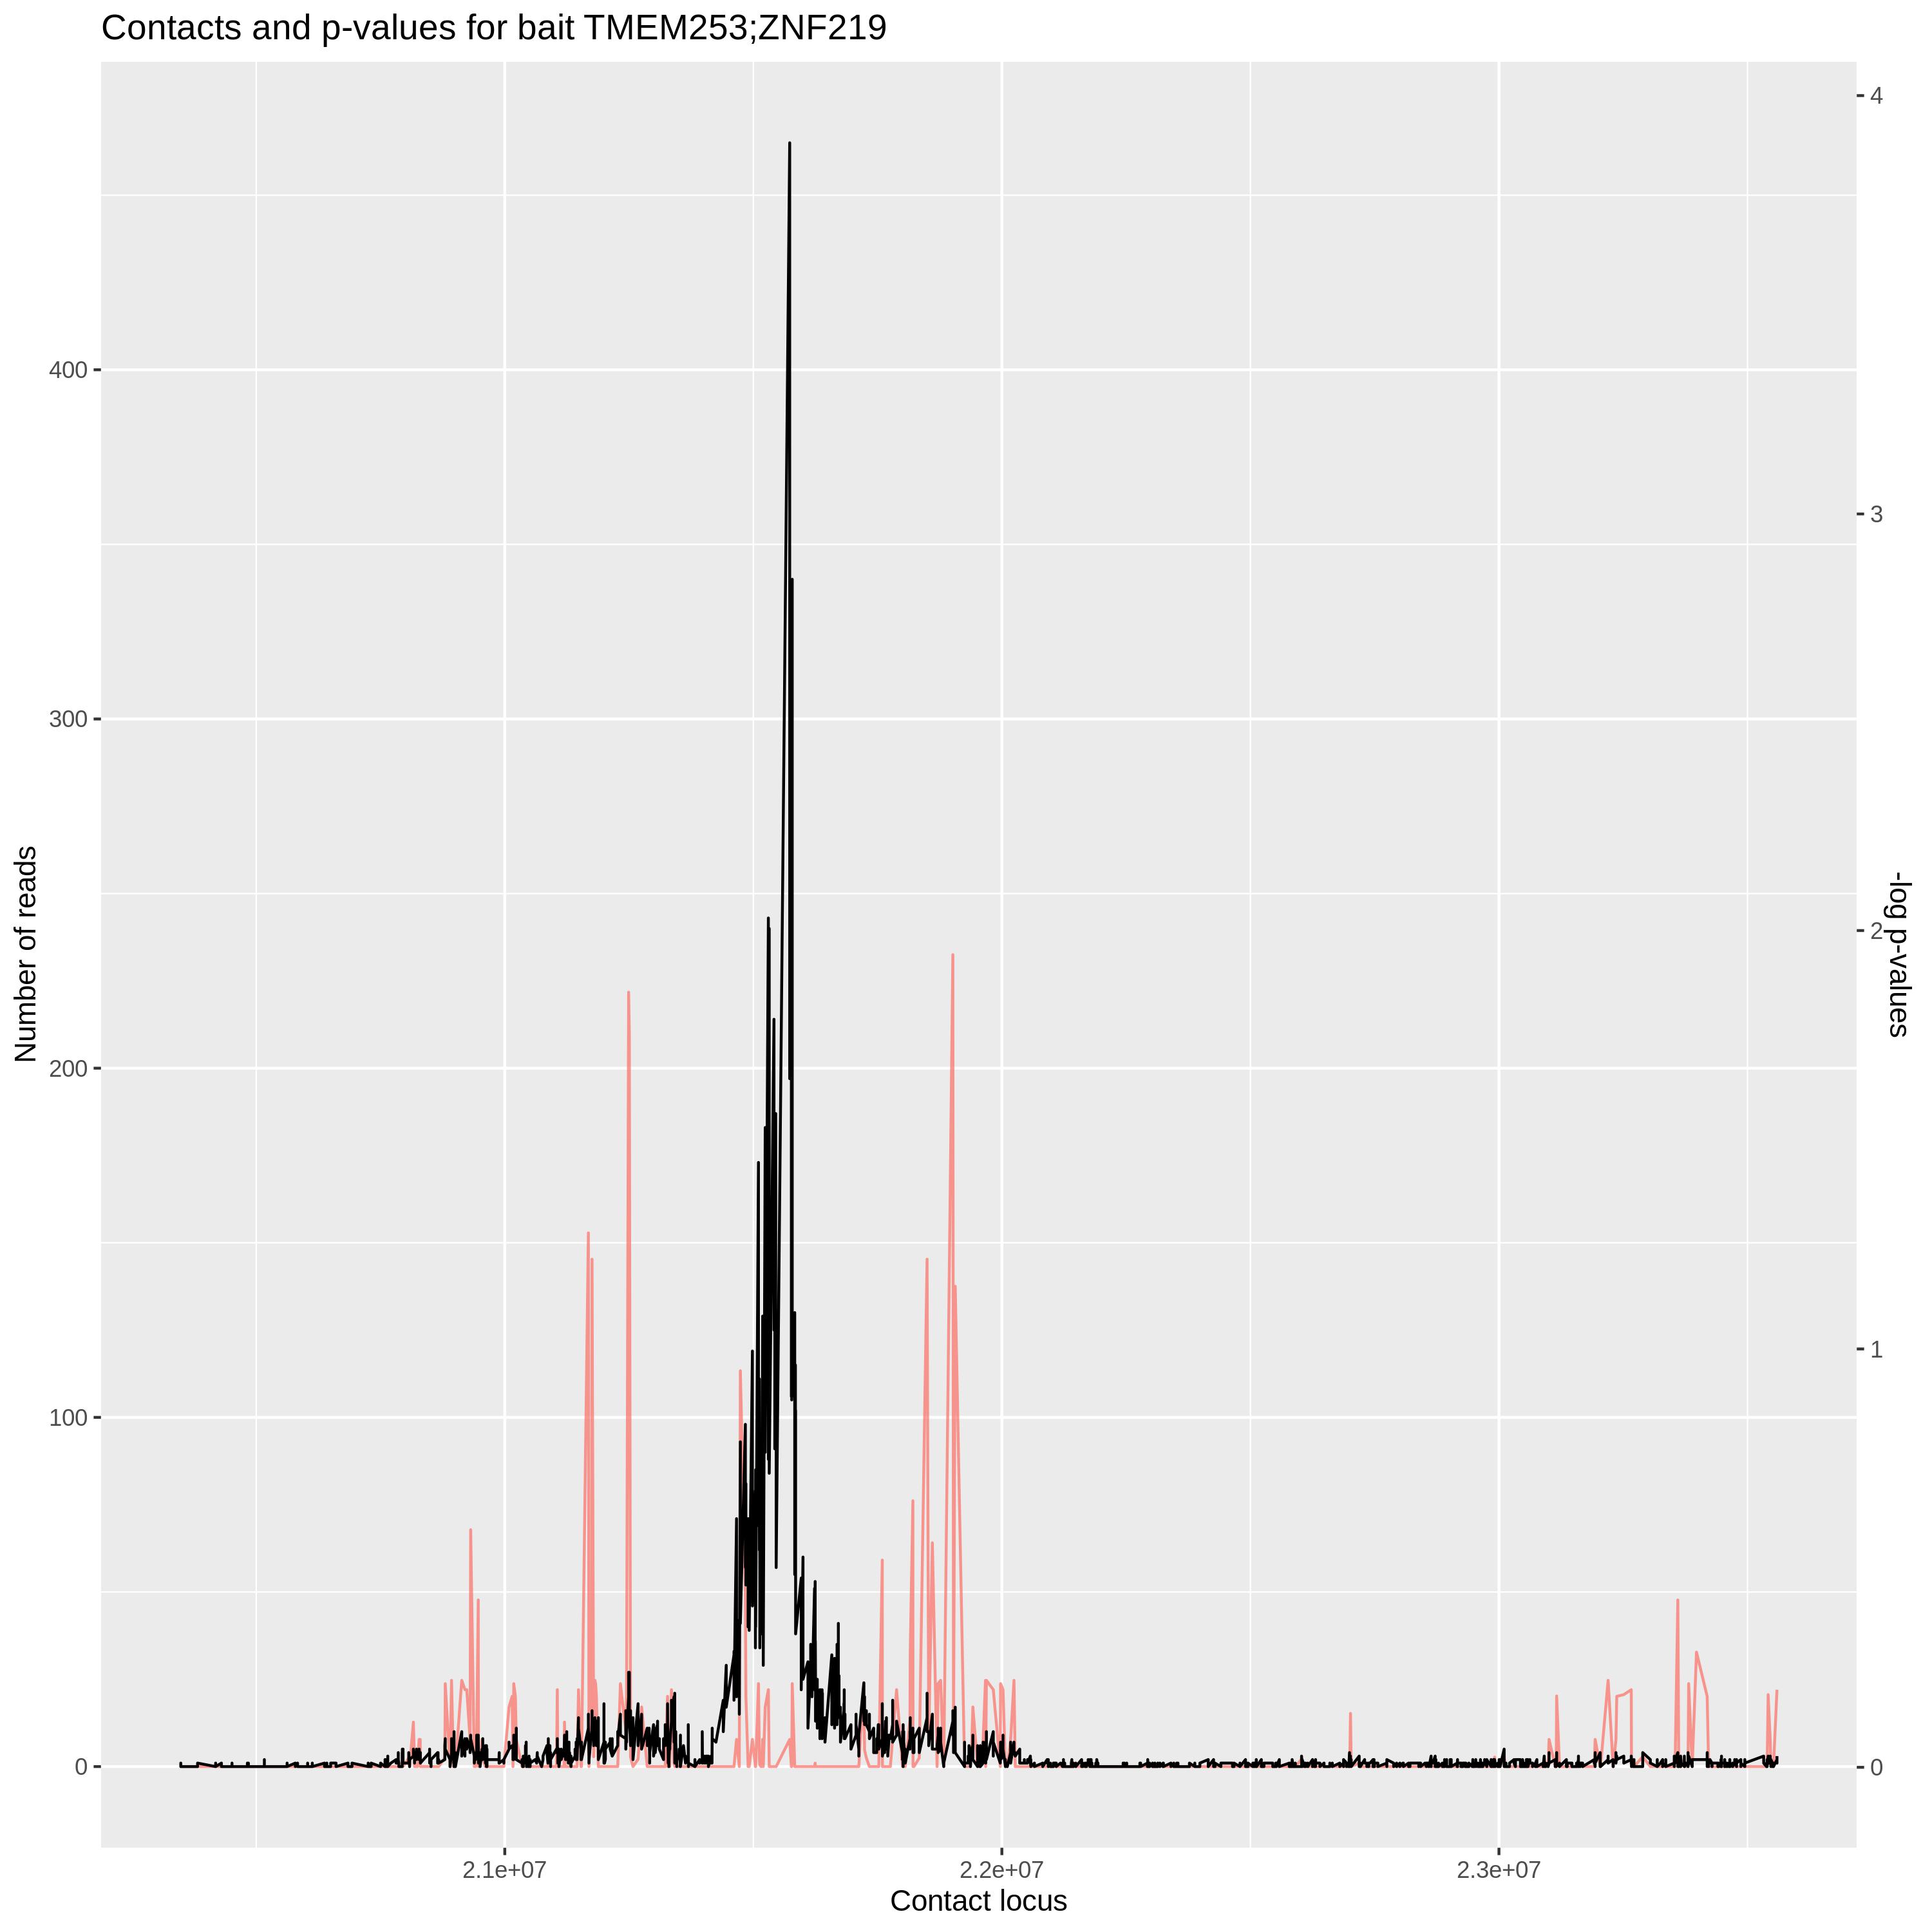 Contacts and p-values for bait TMEM253;ZNF219
Number of reads
400
300
200
100
0
4
3
2
1
0
-log p-values
2.1e+07
2.2e+07
2.3e+07
Contact locus